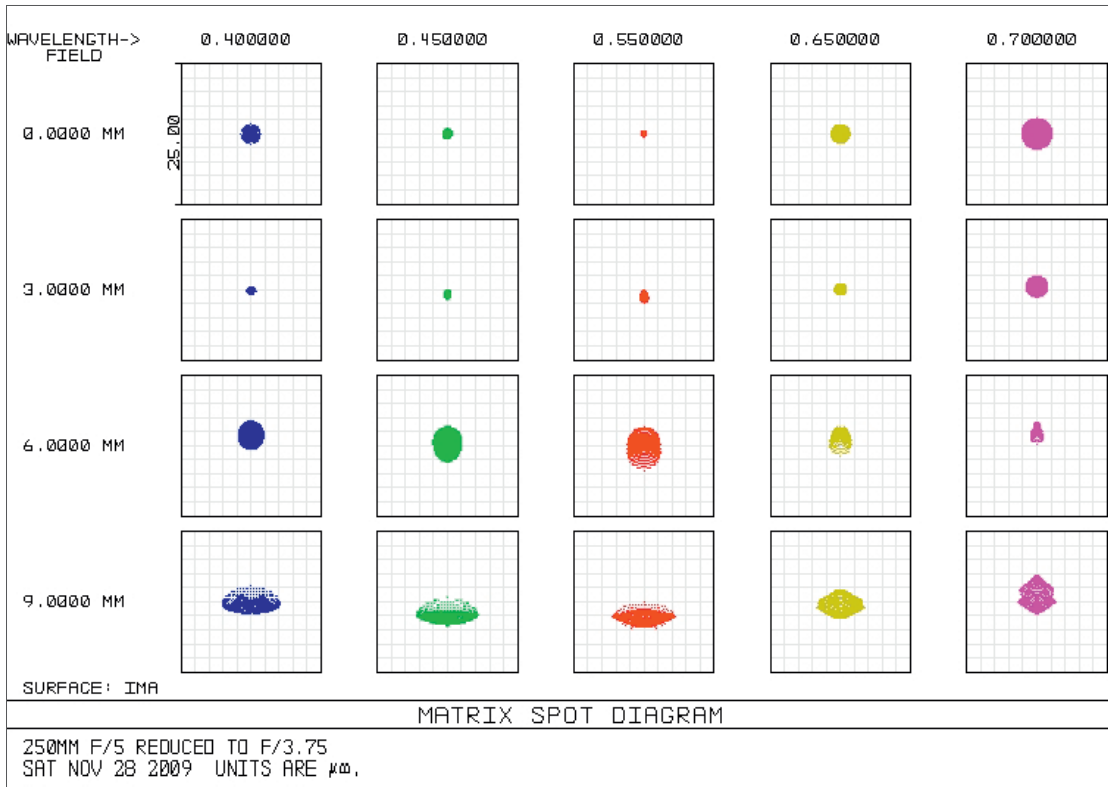 WAVELENGTH-> 0.400000 0.450000 0.550000 0.650000 0.700000
FIELD
0.0000 MM
25.00
3.0000 MM
6.0000 MM
9.0000 MM
SURFACE: IMA
MATRIX SPOT DIAGRAM
250MM F/5 REDUCED TO F/3.75
SAT NOV 28 2009 UNITS ARE µm.